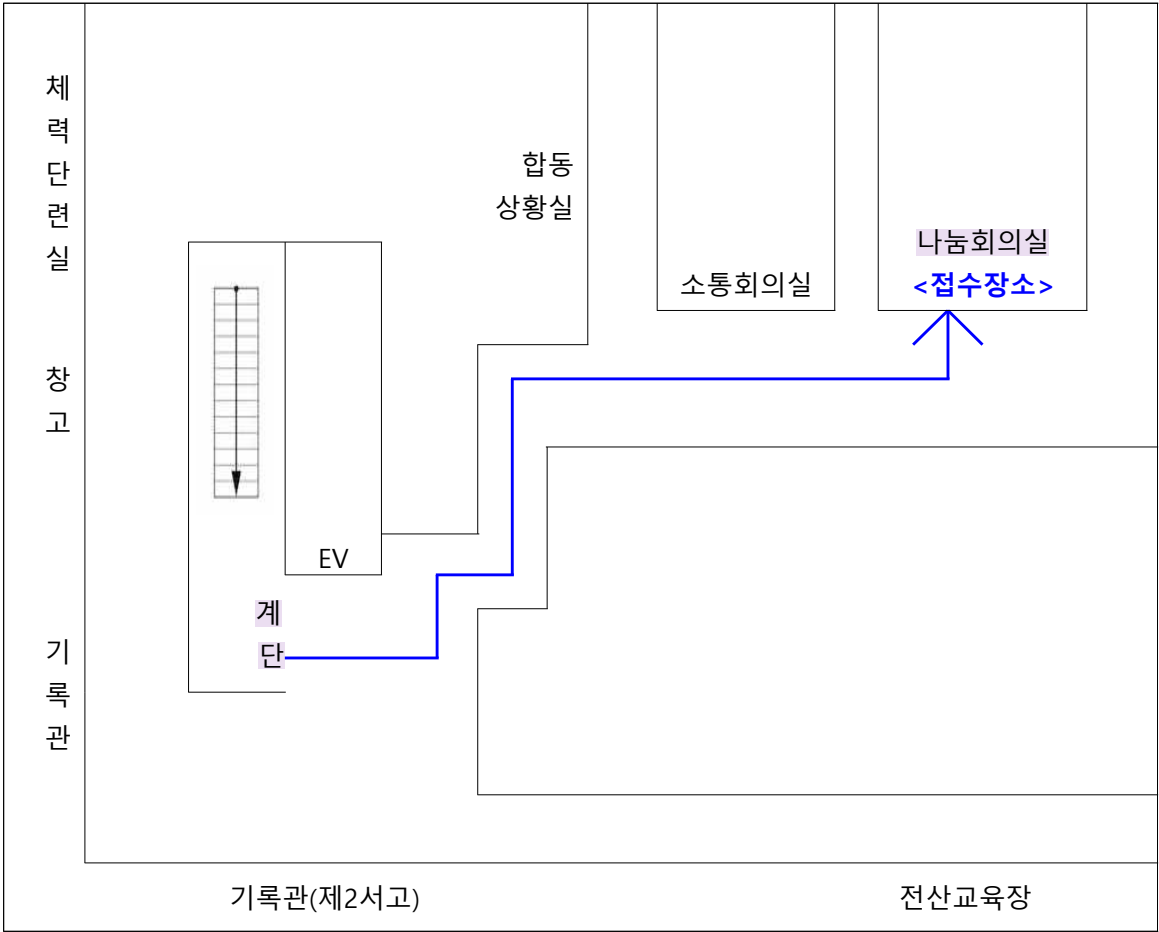 체
력
단
련
실
창
고
기
록
관
합동
상황실
소통회의실
나눔회의실
<접수장소>
EV
계
단
기록관(제2서고)
전산교육장